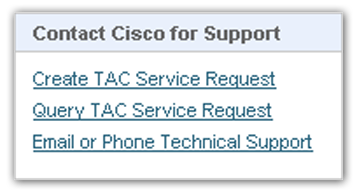 Contact Cisco for Support
Create TAC Service Request
Query TAC Service Request
Email or Phone Technical Support